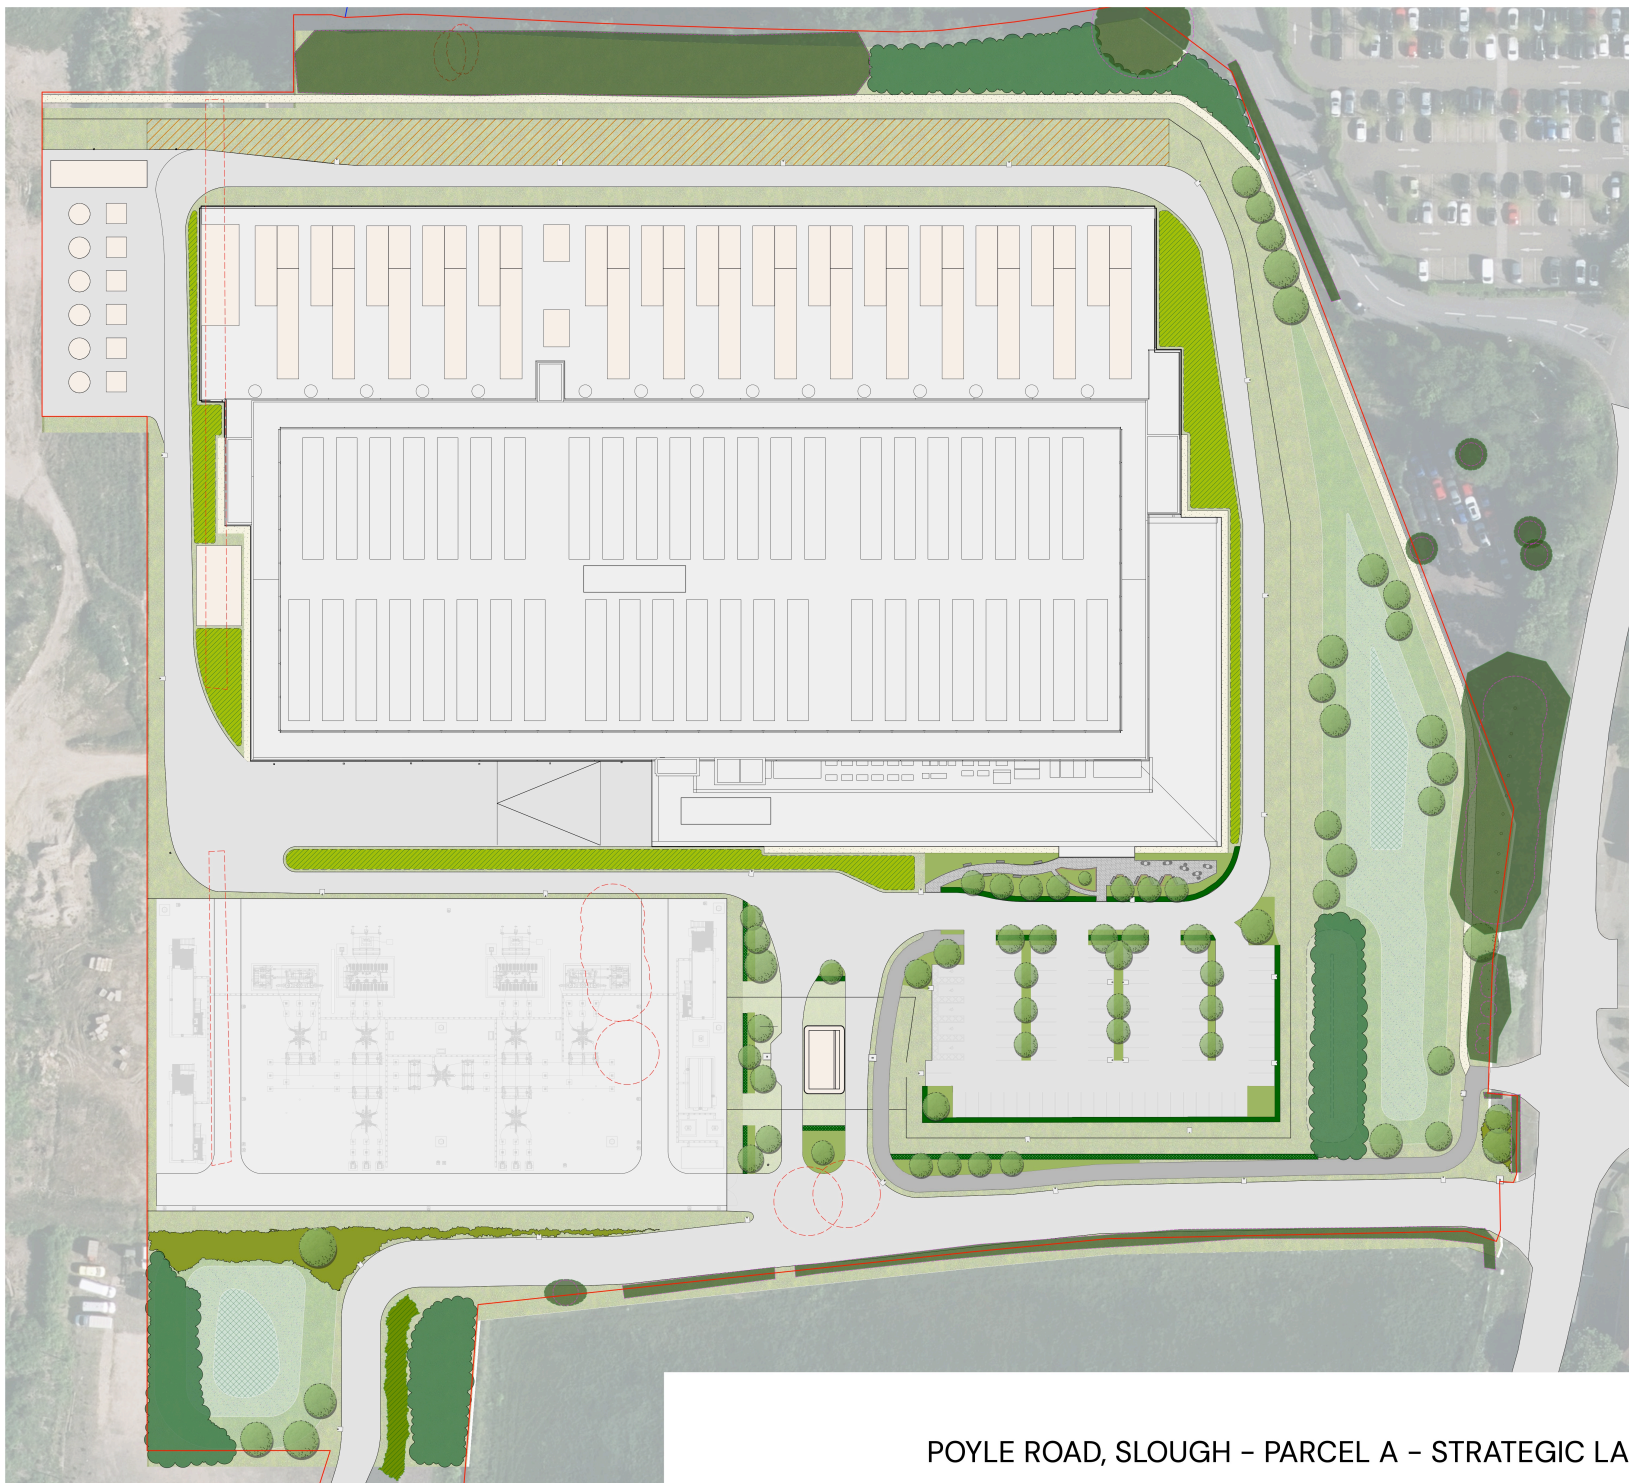 POYLE ROAD, SLOUGH – PARCEL A – STRATEGIC LA